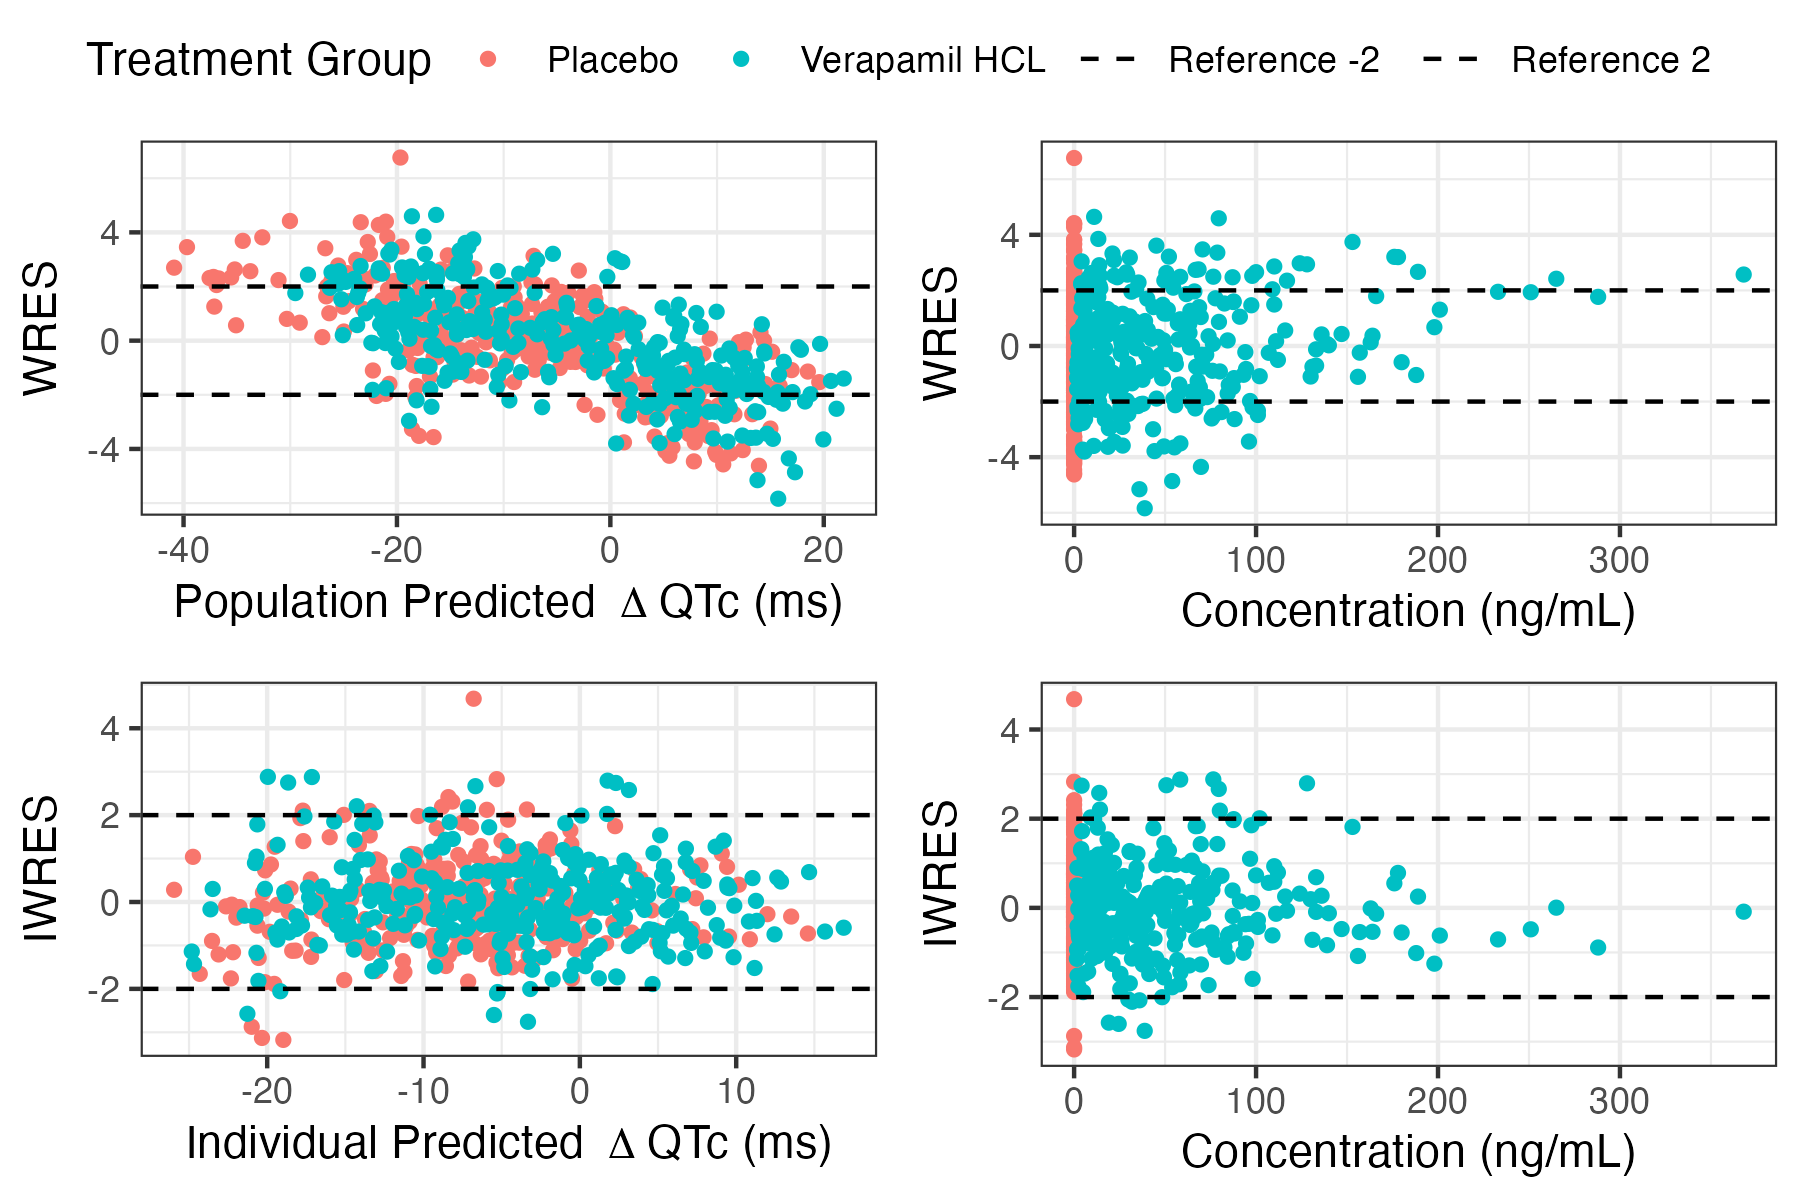 Treatment Group Placebo Verapamil HCL Reference -2 Reference 2
WRES
4
0
-4
-40 -20 0 20
Population Predicted Δ QTc (ms)
WRES
4
2
0
-2
-4
0 100 200 300
Concentration (ng/mL)
IWRES
4
2
0
-2
-20 -10 0 10
Individual Predicted Δ QTc (ms)
IWRES
4
2
0
-2
0 100 200 300
Concentration (ng/mL)